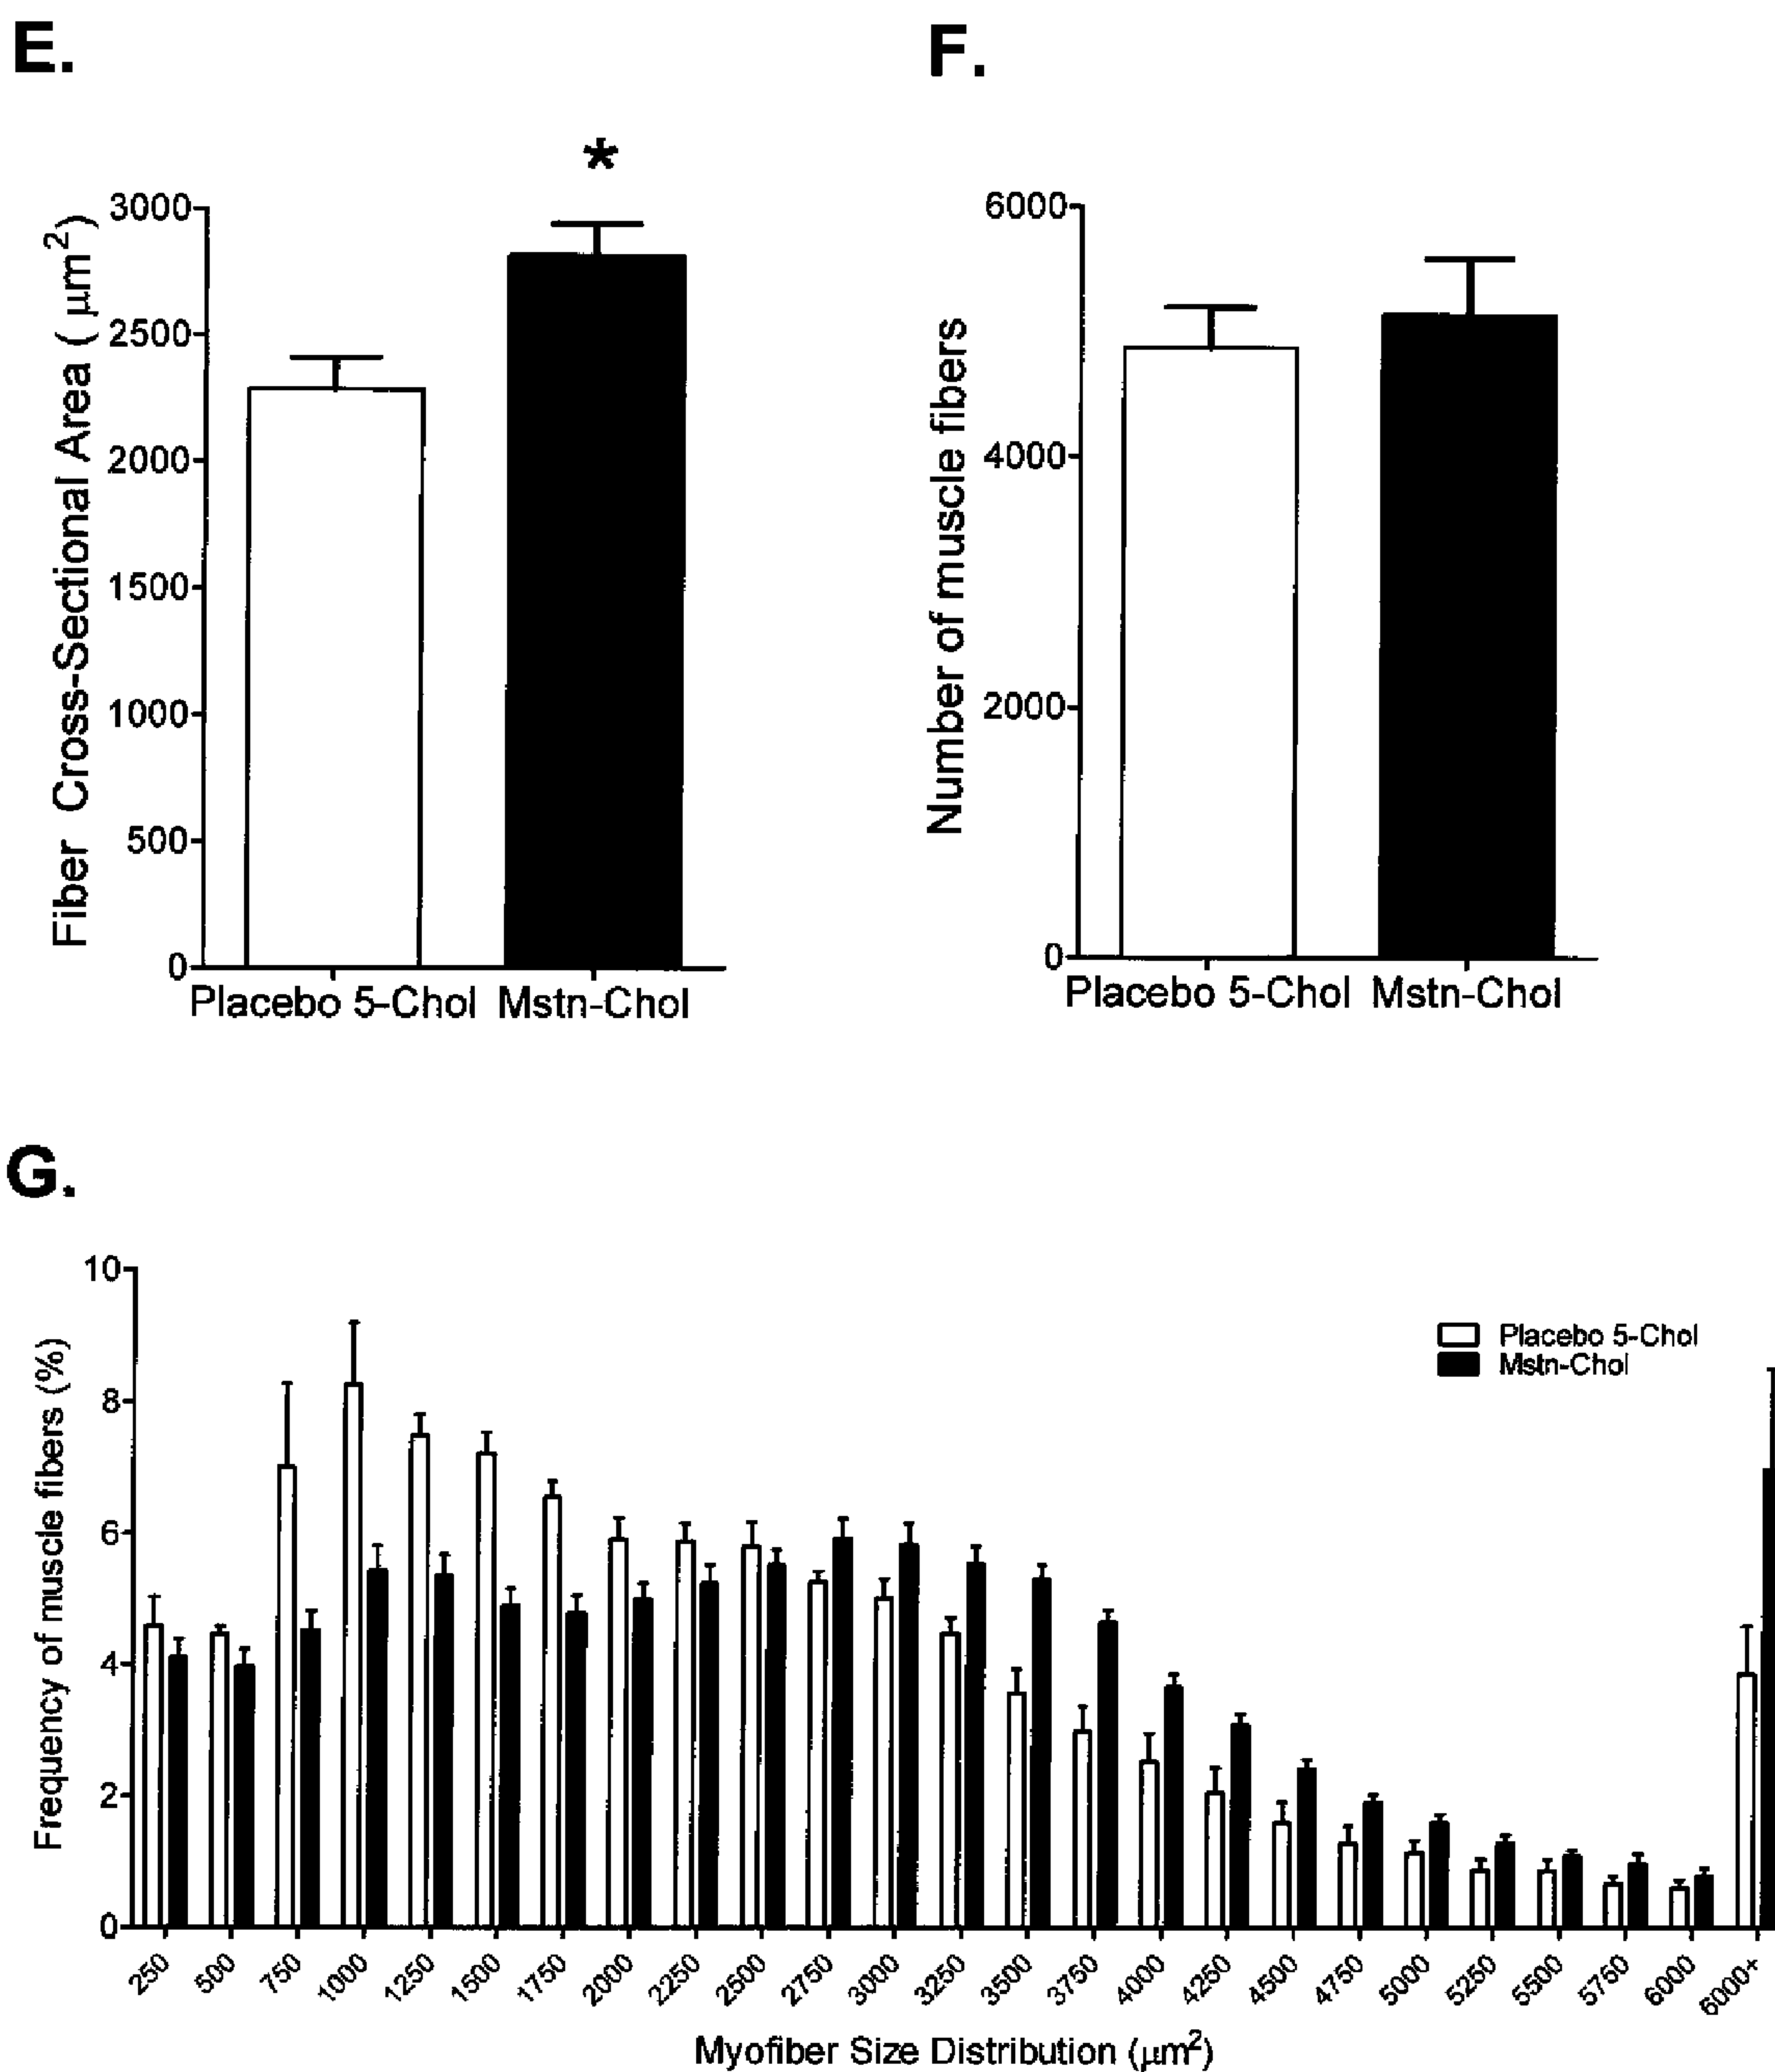 E.
*
Fiber Cross-Sectional Area ( μm²)
3000
2500
2000
1500
1000
500
0
Placebo 5-Chol Mstn-Chol
F.
Number of muscle fibers
6000
4000
2000
0
Placebo 5-Chol Mstn-Chol
G.
Frequency of muscle fibers (%)
10
8
6
4
2
0
Placebo 5-Chol
Mstn-Chol
250 500 750 1000 1250 1500 1750 2000 2250 2500 2750 3000 3250 3500 3750 4000 4250 4500 4750 5000 5250 5500 5750 6000 6000+
Myofiber Size Distribution (μm²)